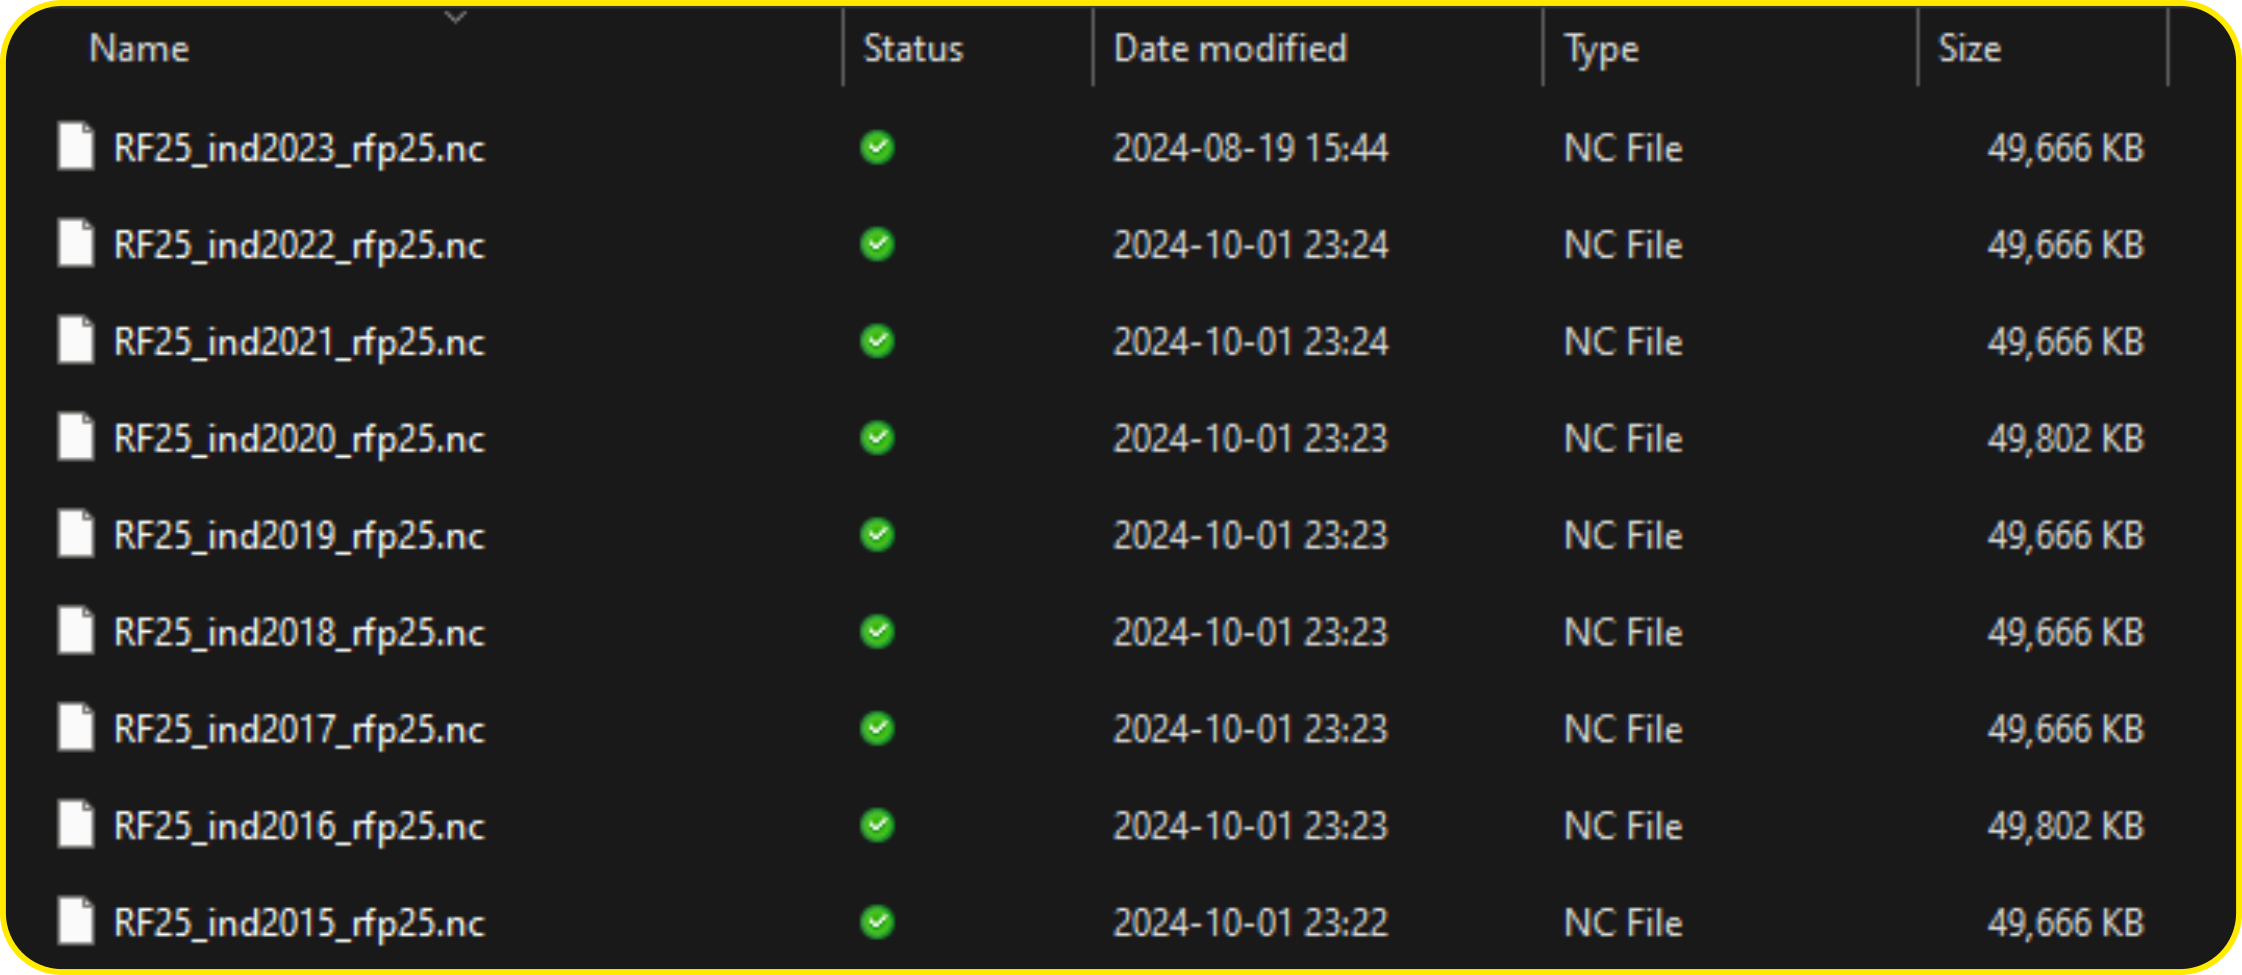 Name Status Date modified Type Size
RF25_ind2023_rfp25.nc 2024-08-19 15:44 NC File 49,666 KB
RF25_ind2022_rfp25.nc 2024-10-01 23:24 NC File 49,666 KB
RF25_ind2021_rfp25.nc 2024-10-01 23:24 NC File 49,666 KB
RF25_ind2020_rfp25.nc 2024-10-01 23:23 NC File 49,802 KB
RF25_ind2019_rfp25.nc 2024-10-01 23:23 NC File 49,666 KB
RF25_ind2018_rfp25.nc 2024-10-01 23:23 NC File 49,666 KB
RF25_ind2017_rfp25.nc 2024-10-01 23:23 NC File 49,666 KB
RF25_ind2016_rfp25.nc 2024-10-01 23:23 NC File 49,802 KB
RF25_ind2015_rfp25.nc 2024-10-01 23:22 NC File 49,666 KB